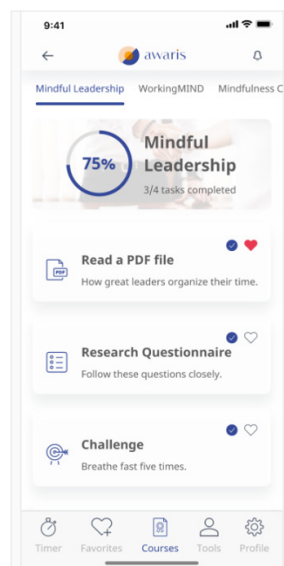 9:41
awaris
Mindful Leadership WorkingMIND Mindfulness C
75%
Mindful
Leadership
3/4 tasks completed
Read a PDF file
PDF
How great leaders organize their time.
Research Questionnaire
Follow these questions closely.
Challenge
Breathe fast five times.
Timer Favorites Courses Tools Profile